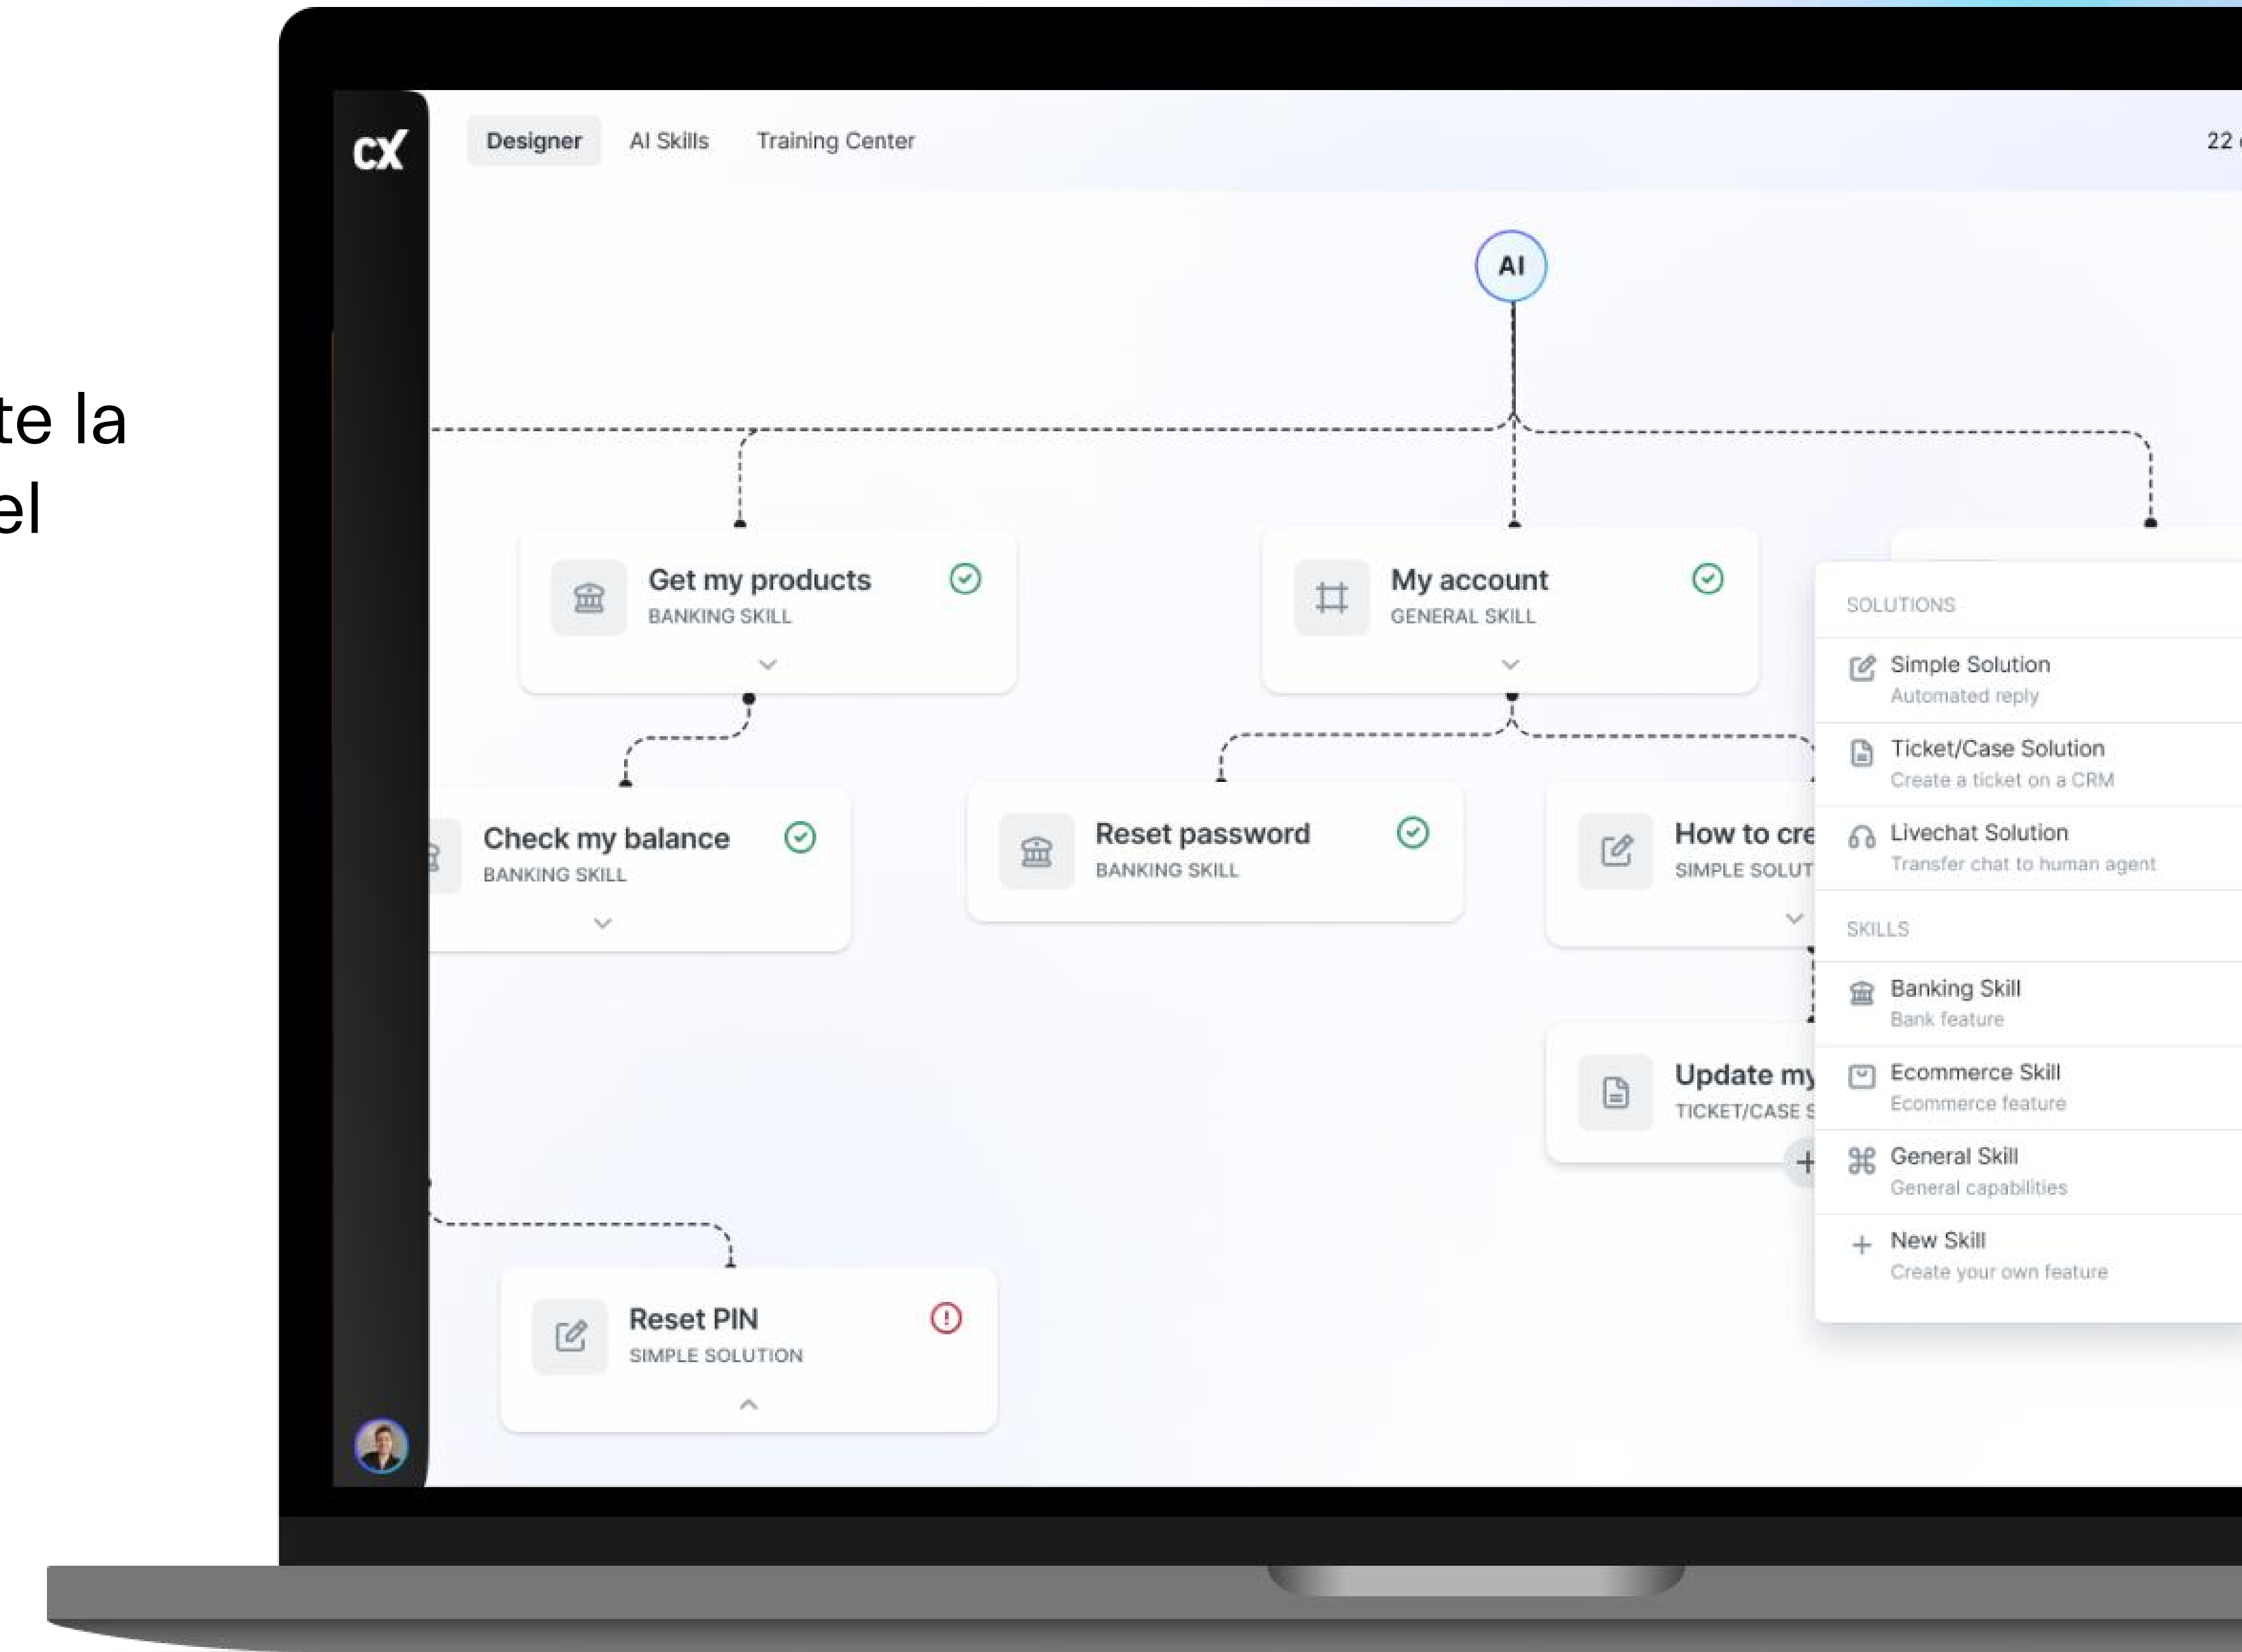 te la
el
cx
Designer
AI Skills
Training Center
22
AI
Get my products
BANKING SKILL
My account
GENERAL SKILL
Check my balance
BANKING SKILL
Reset password
BANKING SKILL
How to cre
SIMPLE SOLUT
Update my
TICKET/CASE S
Reset PIN
SIMPLE SOLUTION
SOLUTIONS
Simple Solution
Automated reply
Ticket/Case Solution
Create a ticket on a CRM
Livechat Solution
Transfer chat to human agent
SKILLS
Banking Skill
Bank feature
Ecommerce Skill
Ecommerce feature
General Skill
General capabilities
New Skill
Create your own feature